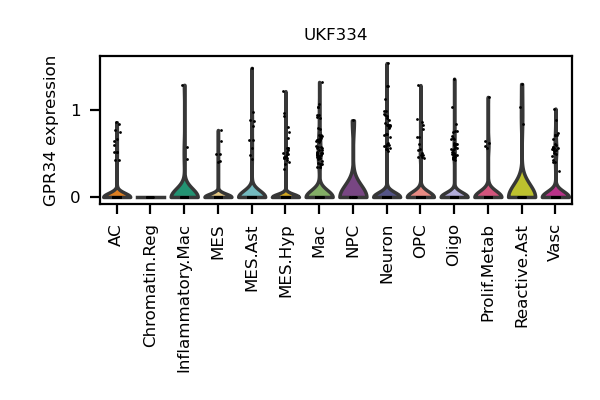 UKF334
GPR34 expression
1
0
AC
Chromatin.Reg
Inflammatory.Mac
MES
MES.Ast
MES.Hyp
Mac
NPC
Neuron
OPC
Oligo
Prolif.Metab
Reactive.Ast
Vasc